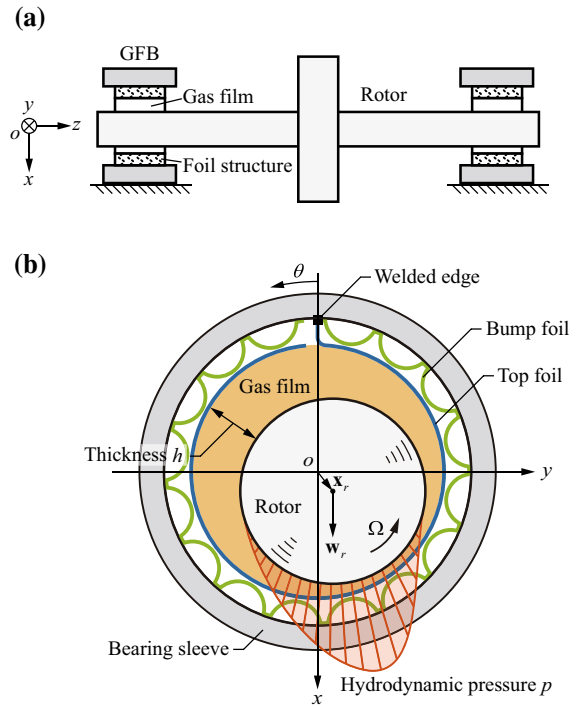 (a)
GFB
Gas film
Rotor
y
o
z
x
Foil structure
(b)
θ
Welded edge
Bump foil
Top foil
Gas film
Thickness h
o
x_r
y
Rotor
Ω
w_r
Bearing sleeve
Hydrodynamic pressure p
x